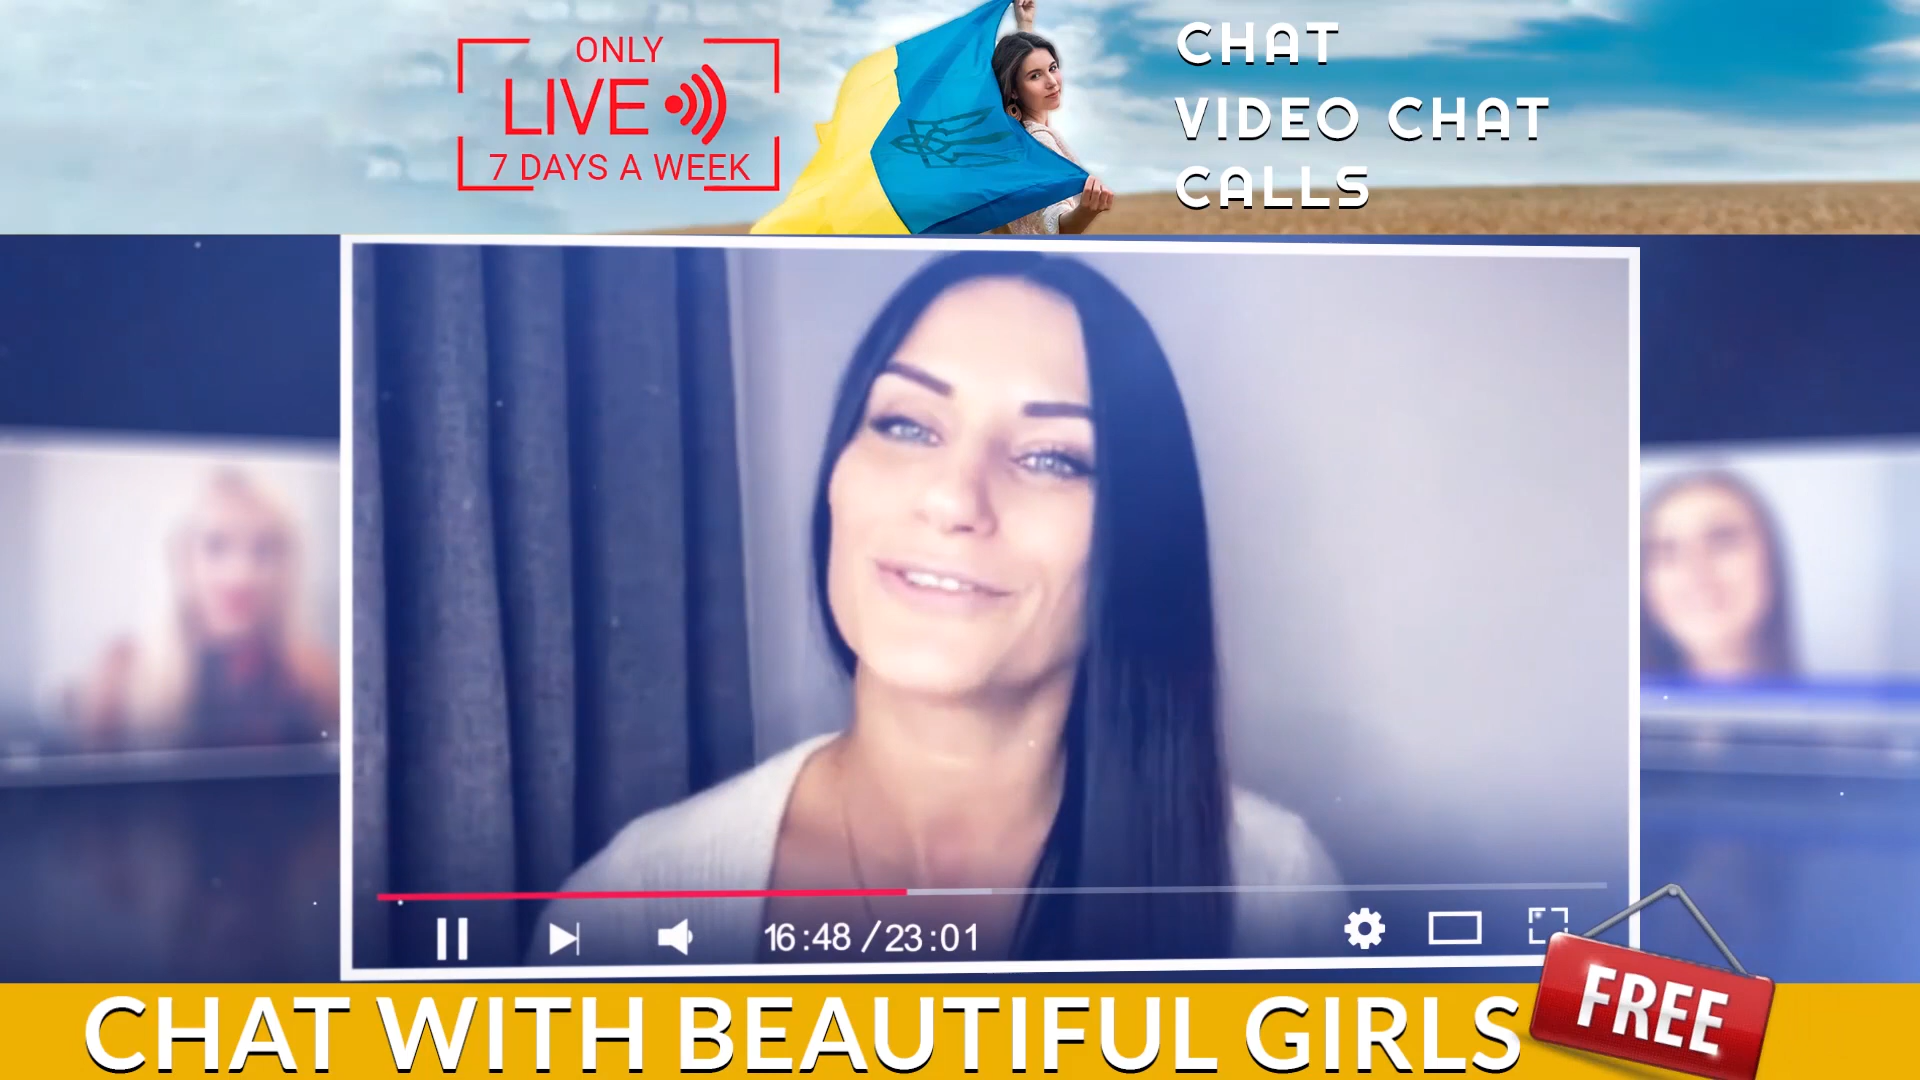 ONLY
LIVE
7 DAYS A WEEK
CHAT
VIDEO CHAT
CALLS
16:48 / 23:01
CHAT WITH BEAUTIFUL GIRLS
FREE